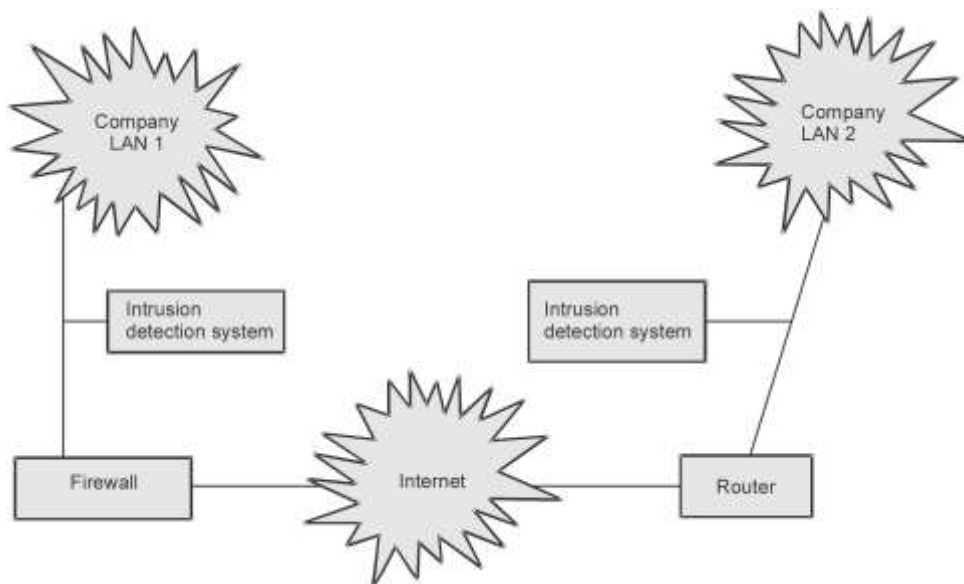 Company
LAN 1
Company
LAN 2
Intrusion
detection system
Intrusion
detection system
Firewall
Internet
Router